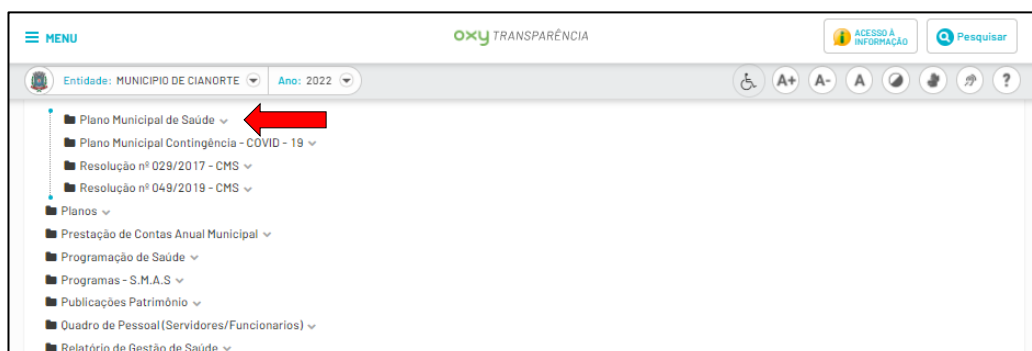 MENU
oxy TRANSPARÊNCIA
ACESSO À INFORMAÇÃO
Pesquisar
Entidade: MUNICIPIO DE CIANORTE
Ano: 2022
A+ A- A ?
Plano Municipal de Saúde
Plano Municipal Contingência - COVID - 19
Resolução nº 029/2017 - CMS
Resolução nº 049/2019 - CMS
Planos
Prestação de Contas Anual Municipal
Programação de Saúde
Programas - S.M.A.S
Publicações Patrimônio
Quadro de Pessoal (Servidores/Funcionarios)
Relatório de Gestão de Saúde